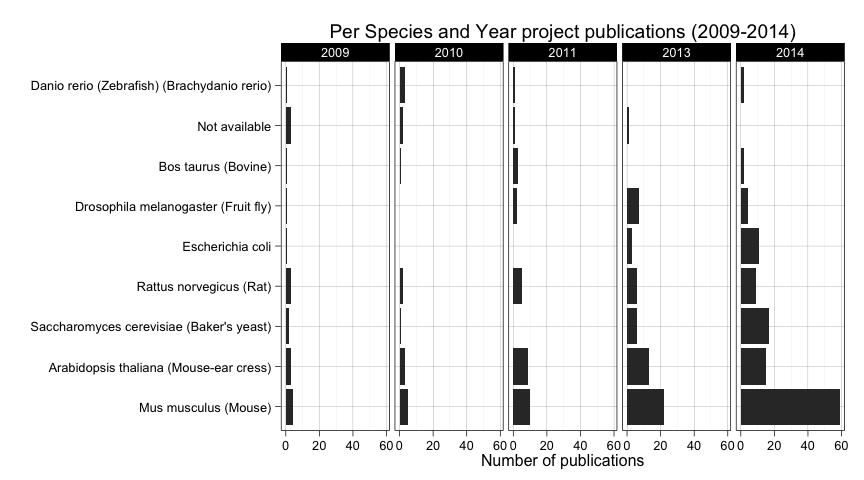 Per Species and Year project publications (2009-2014)
2009 2010 2011 2013 2014
Danio rerio (Zebrafish) (Brachydanio rerio)
Not available
Bos taurus (Bovine)
Drosophila melanogaster (Fruit fly)
Escherichia coli
Rattus norvegicus (Rat)
Saccharomyces cerevisiae (Baker's yeast)
Arabidopsis thaliana (Mouse-ear cress)
Mus musculus (Mouse)
0 20 40 60 0 20 40 60 0 20 40 60 0 20 40 60 0 20 40 60
Number of publications